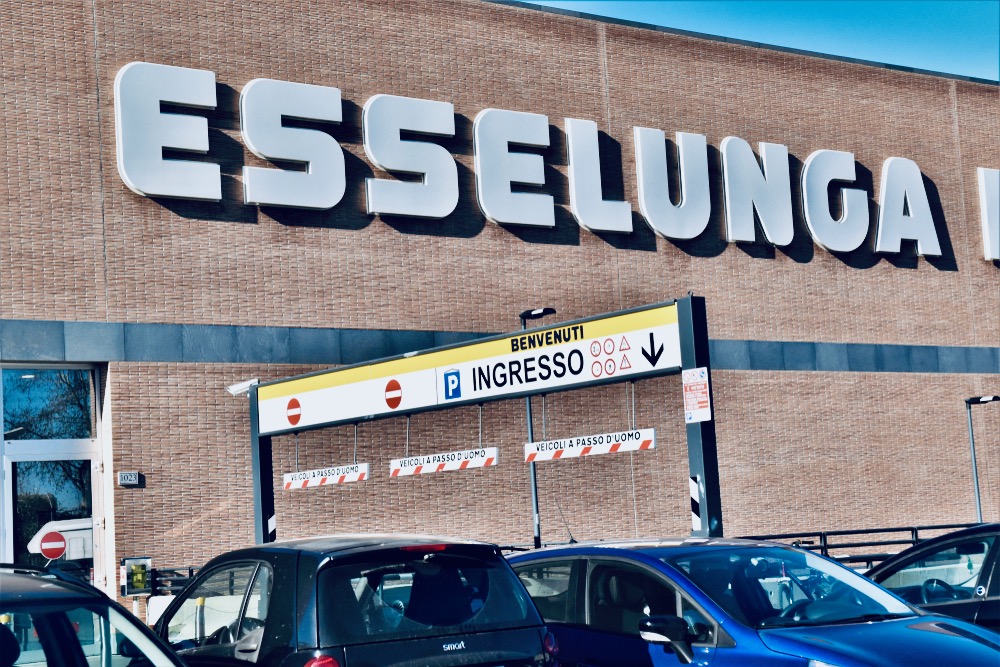 ESSELUNGA
BENVENUTI
P INGRESSO
VEICOLI A PASSO D'UOMO
VEICOLI A PASSO D'UOMO
VEICOLI A PASSO D'UOMO
1023
smart